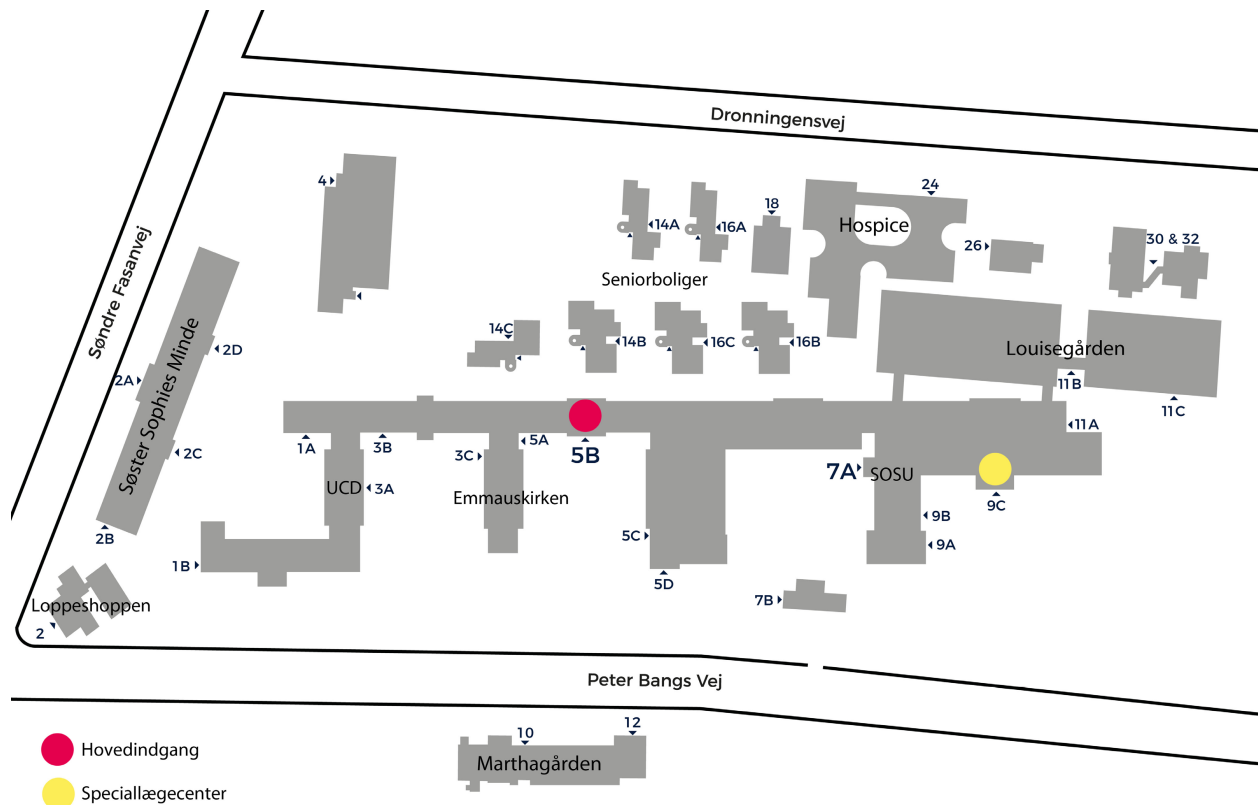 Dronningensvej
Søndre Fasanvej
4
24
18
14A
16A
Hospice
26
30 & 32
Seniorboliger
14C
14B
16C
16B
Louisegården
11B
11C
2D
2A
Søster Sophies Minde
2C
2B
1A
3B
5A
5B
3C
11A
7A
SOSU
UCD
3A
Emmauskirken
9C
9B
9A
5C
5D
1B
7B
Loppeshoppen
2
Peter Bangs Vej
10
12
Marthagården
Hovedindgang
Speciallægecenter